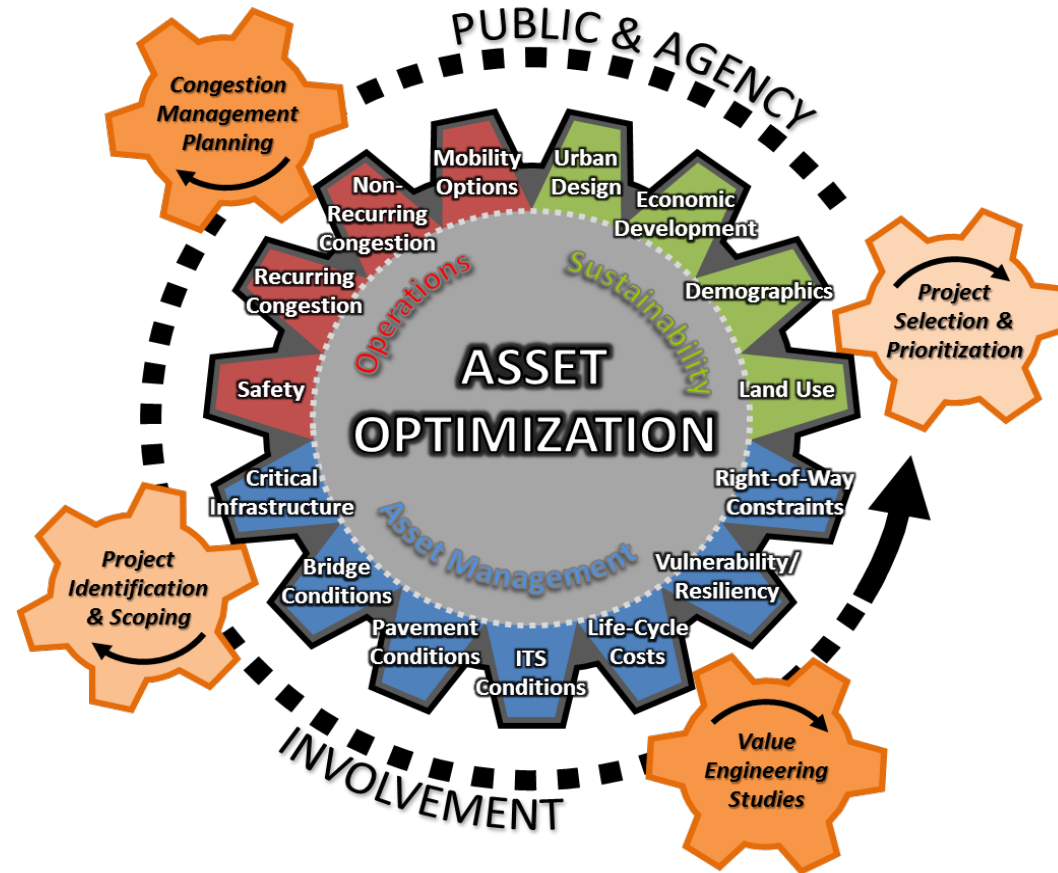 PUBLIC & AGENCY
Congestion
Management
Planning
Mobility
Options
Urban
Design
Non-
Recurring
Congestion
Economic
Development
Recurring
Congestion
Demographics
Operations
Sustainability
Project
Selection &
Prioritization
ASSET
OPTIMIZATION
Safety
Land Use
Critical
Infrastructure
Right-of-Way
Constraints
Asset Management
Project
Identification
& Scoping
Bridge
Conditions
Vulnerability/
Resiliency
Pavement
Conditions
ITS
Conditions
Life-Cycle
Costs
INVOLVEMENT
Value
Engineering
Studies